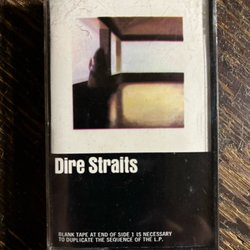 Dire Straits
BLANK TAPE AT END OF SIDE 1 IS NECESSARY
TO DUPLICATE THE SEQUENCE OF THE L.P.